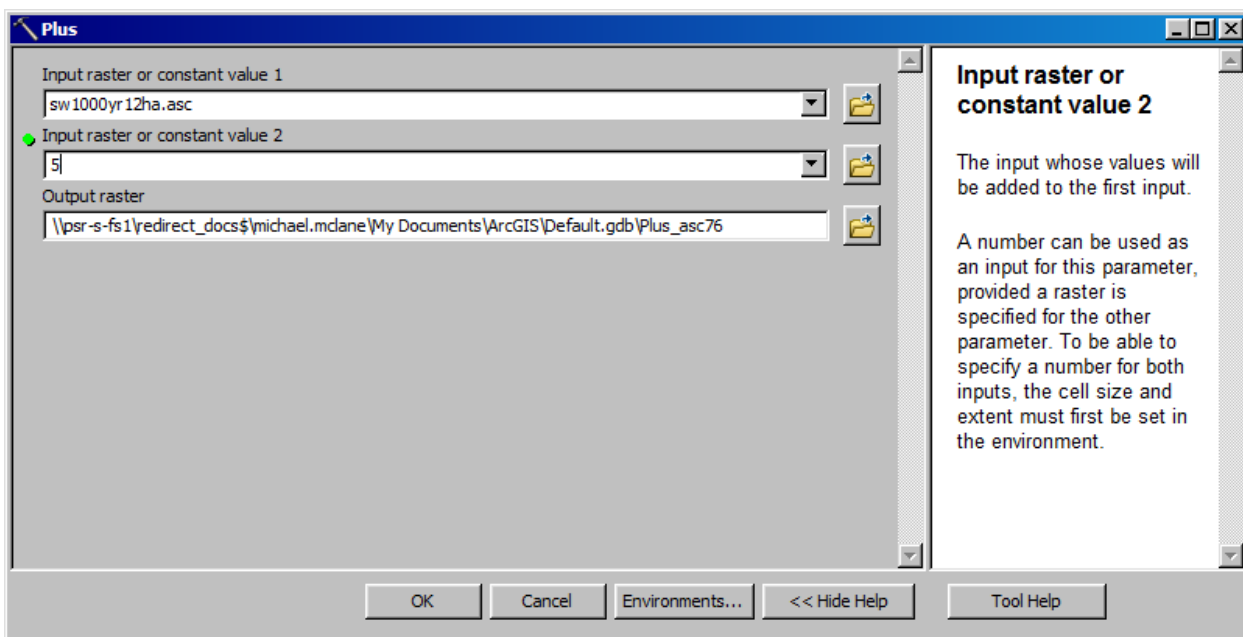 Plus
Input raster or constant value 1
sw1000yr12ha.asc
Input raster or constant value 2
5
Output raster
\\psr-s-fs1\redirect_docs$\michael.mclane\My Documents\ArcGIS\Default.gdb\Plus_asc76
Input raster or
constant value 2
The input whose values will
be added to the first input.
A number can be used as
an input for this parameter,
provided a raster is
specified for the other
parameter. To be able to
specify a number for both
inputs, the cell size and
extent must first be set in
the environment.
OK
Cancel
Environments...
<< Hide Help
Tool Help